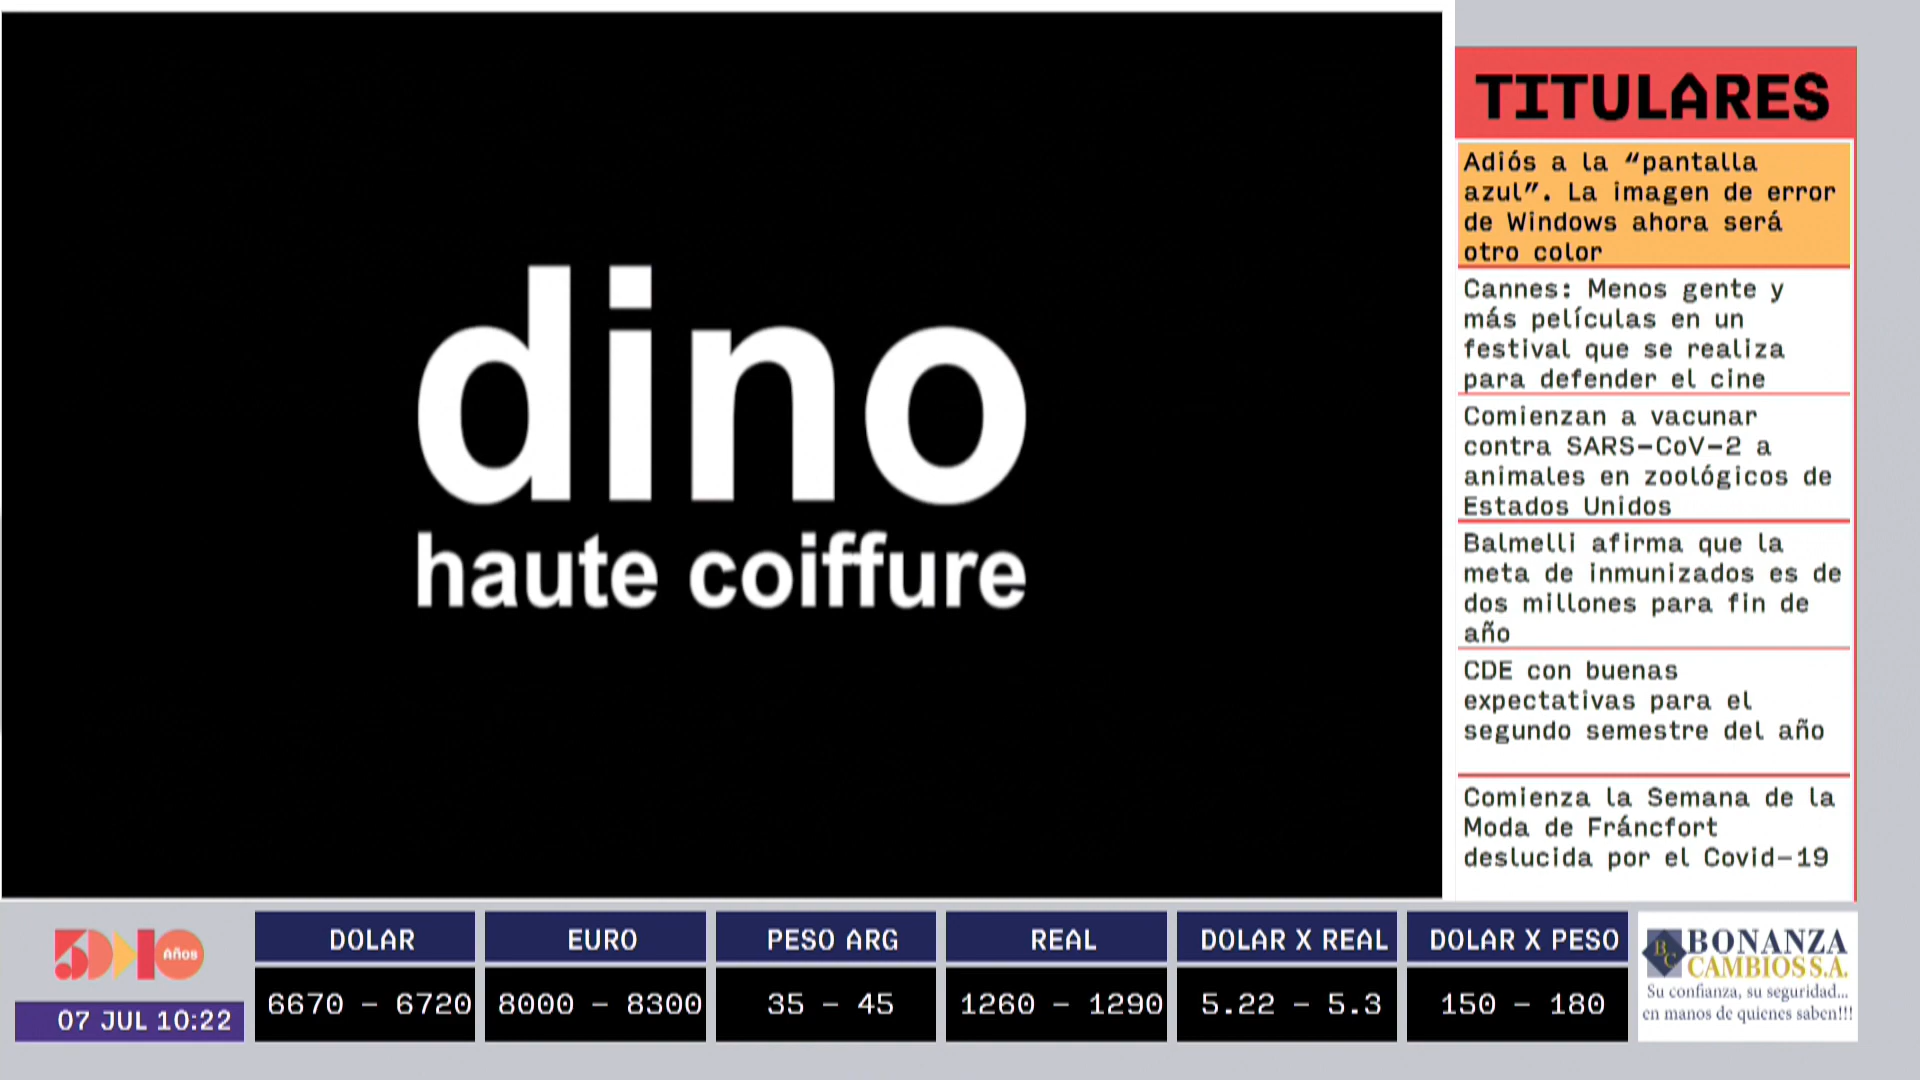 dino
haute coiffure
TITULARES
Adiós a la “pantalla
azul”. La imagen de error
de Windows ahora será
otro color
Cannes: Menos gente y
más películas en un
festival que se realiza
para defender el cine
Comienzan a vacunar
contra SARS-CoV-2 a
animales en zoológicos de
Estados Unidos
Balmelli afirma que la
meta de inmunizados es de
dos millones para fin de
año
CDE con buenas
expectativas para el
segundo semestre del año
Comienza la Semana de la
Moda de Fráncfort
deslucida por el Covid-19
Años
07 JUL 10:22
DOLAR
6670 - 6720
EURO
8000 - 8300
PESO ARG
35 - 45
REAL
1260 - 1290
DOLAR X REAL
5.22 - 5.3
DOLAR X PESO
150 - 180
BC
BONANZA
CAMBIOS S.A.
Su confianza, su seguridad...
en manos de quienes saben!!!